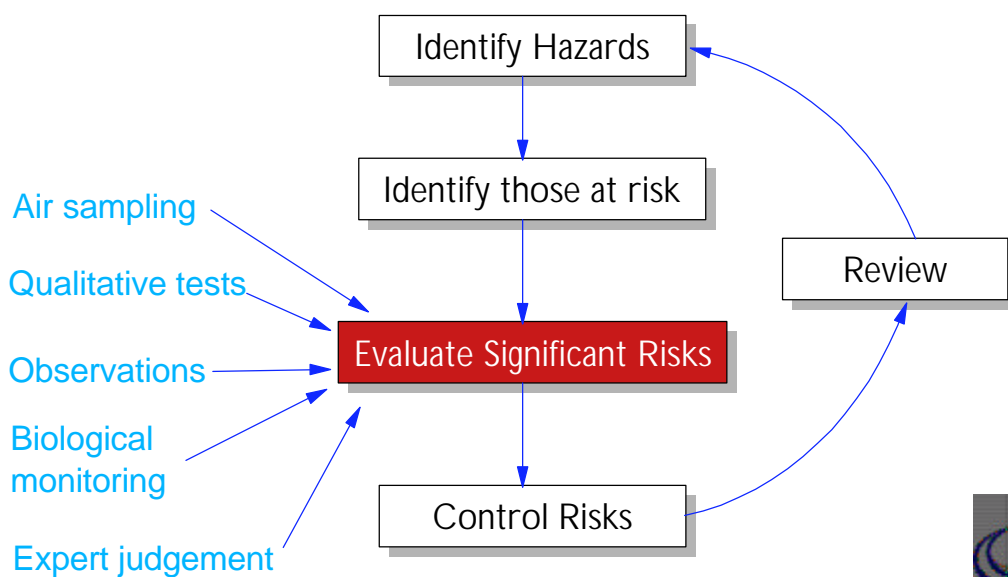 Identify Hazards
Identify those at risk
Air sampling
Qualitative tests
Review
Evaluate Significant Risks
Observations
Biological
monitoring
Control Risks
Expert judgement